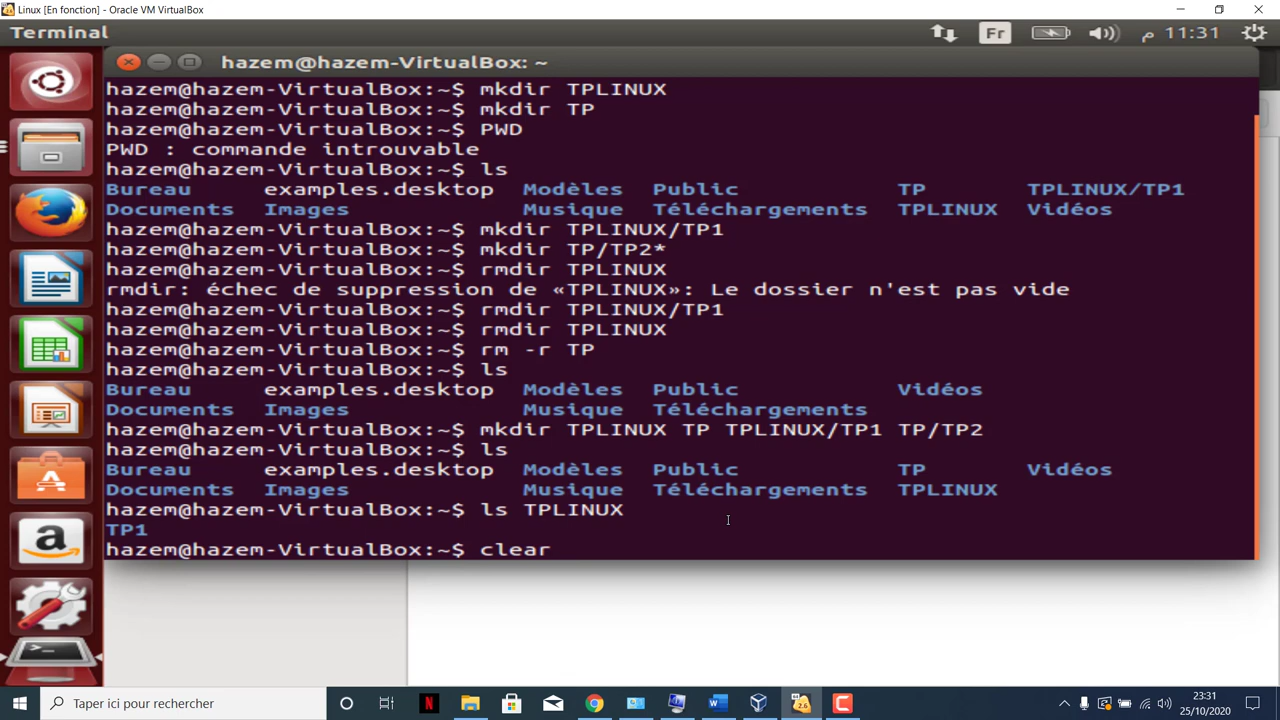 Linux [En fonction] - Oracle VM VirtualBox
Terminal
Fr
م 11:31
hazem@hazem-VirtualBox: ~
hazem@hazem-VirtualBox:~$ mkdir TPLINUX
hazem@hazem-VirtualBox:~$ mkdir TP
hazem@hazem-VirtualBox:~$ PWD
PWD : commande introuvable
hazem@hazem-VirtualBox:~$ ls
Bureau examples.desktop Modèles Public TP TPLINUX/TP1
Documents Images Musique Téléchargements TPLINUX Vidéos
hazem@hazem-VirtualBox:~$ mkdir TPLINUX/TP1
hazem@hazem-VirtualBox:~$ mkdir TP/TP2*
hazem@hazem-VirtualBox:~$ rmdir TPLINUX
rmdir: échec de suppression de «TPLINUX»: Le dossier n'est pas vide
hazem@hazem-VirtualBox:~$ rmdir TPLINUX/TP1
hazem@hazem-VirtualBox:~$ rmdir TPLINUX
hazem@hazem-VirtualBox:~$ rm -r TP
hazem@hazem-VirtualBox:~$ ls
Bureau examples.desktop Modèles Public Vidéos
Documents Images Musique Téléchargements
hazem@hazem-VirtualBox:~$ mkdir TPLINUX TP TPLINUX/TP1 TP/TP2
hazem@hazem-VirtualBox:~$ ls
Bureau examples.desktop Modèles Public TP Vidéos
Documents Images Musique Téléchargements TPLINUX
hazem@hazem-VirtualBox:~$ ls TPLINUX
TP1
hazem@hazem-VirtualBox:~$ clear
Taper ici pour rechercher
23:31
25/10/2020